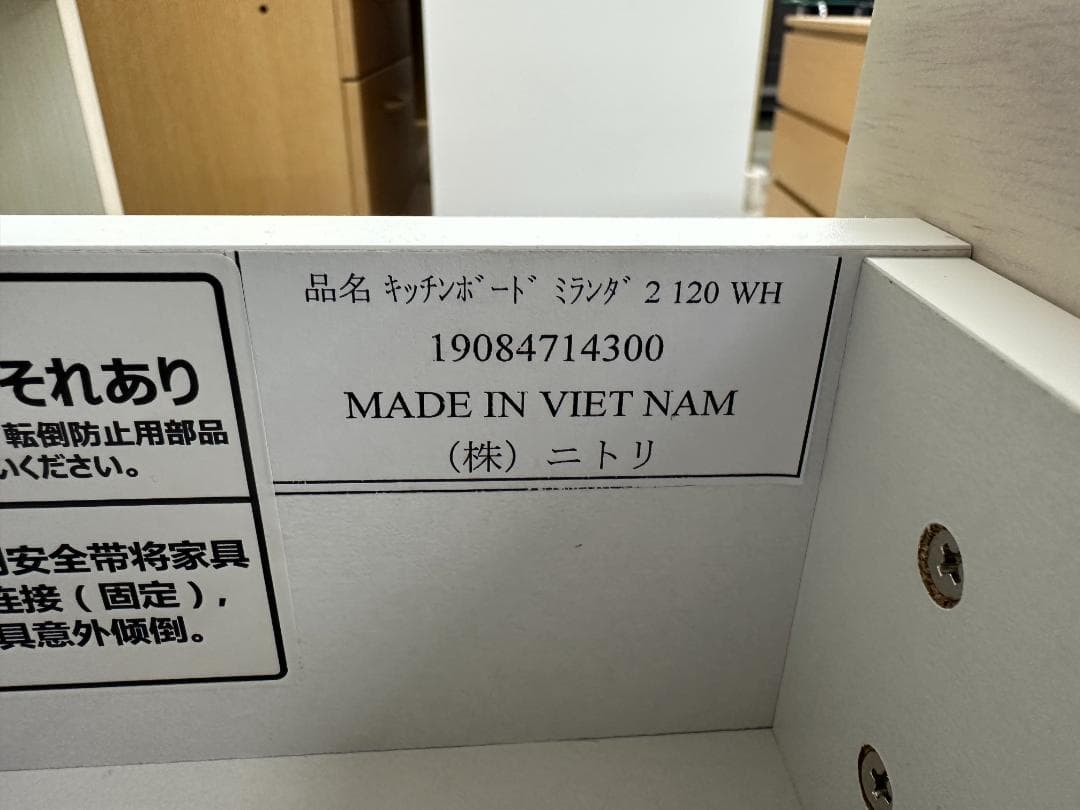 品名 ｷｯﾁﾝﾎﾞｰﾄﾞ ﾐﾗﾝﾀﾞ 2 120 WH
19084714300
MADE IN VIET NAM
（株）ニトリ
それあり
転倒防止用部品
いください。
安全带将家具
连接(固定),
具意外倾倒。